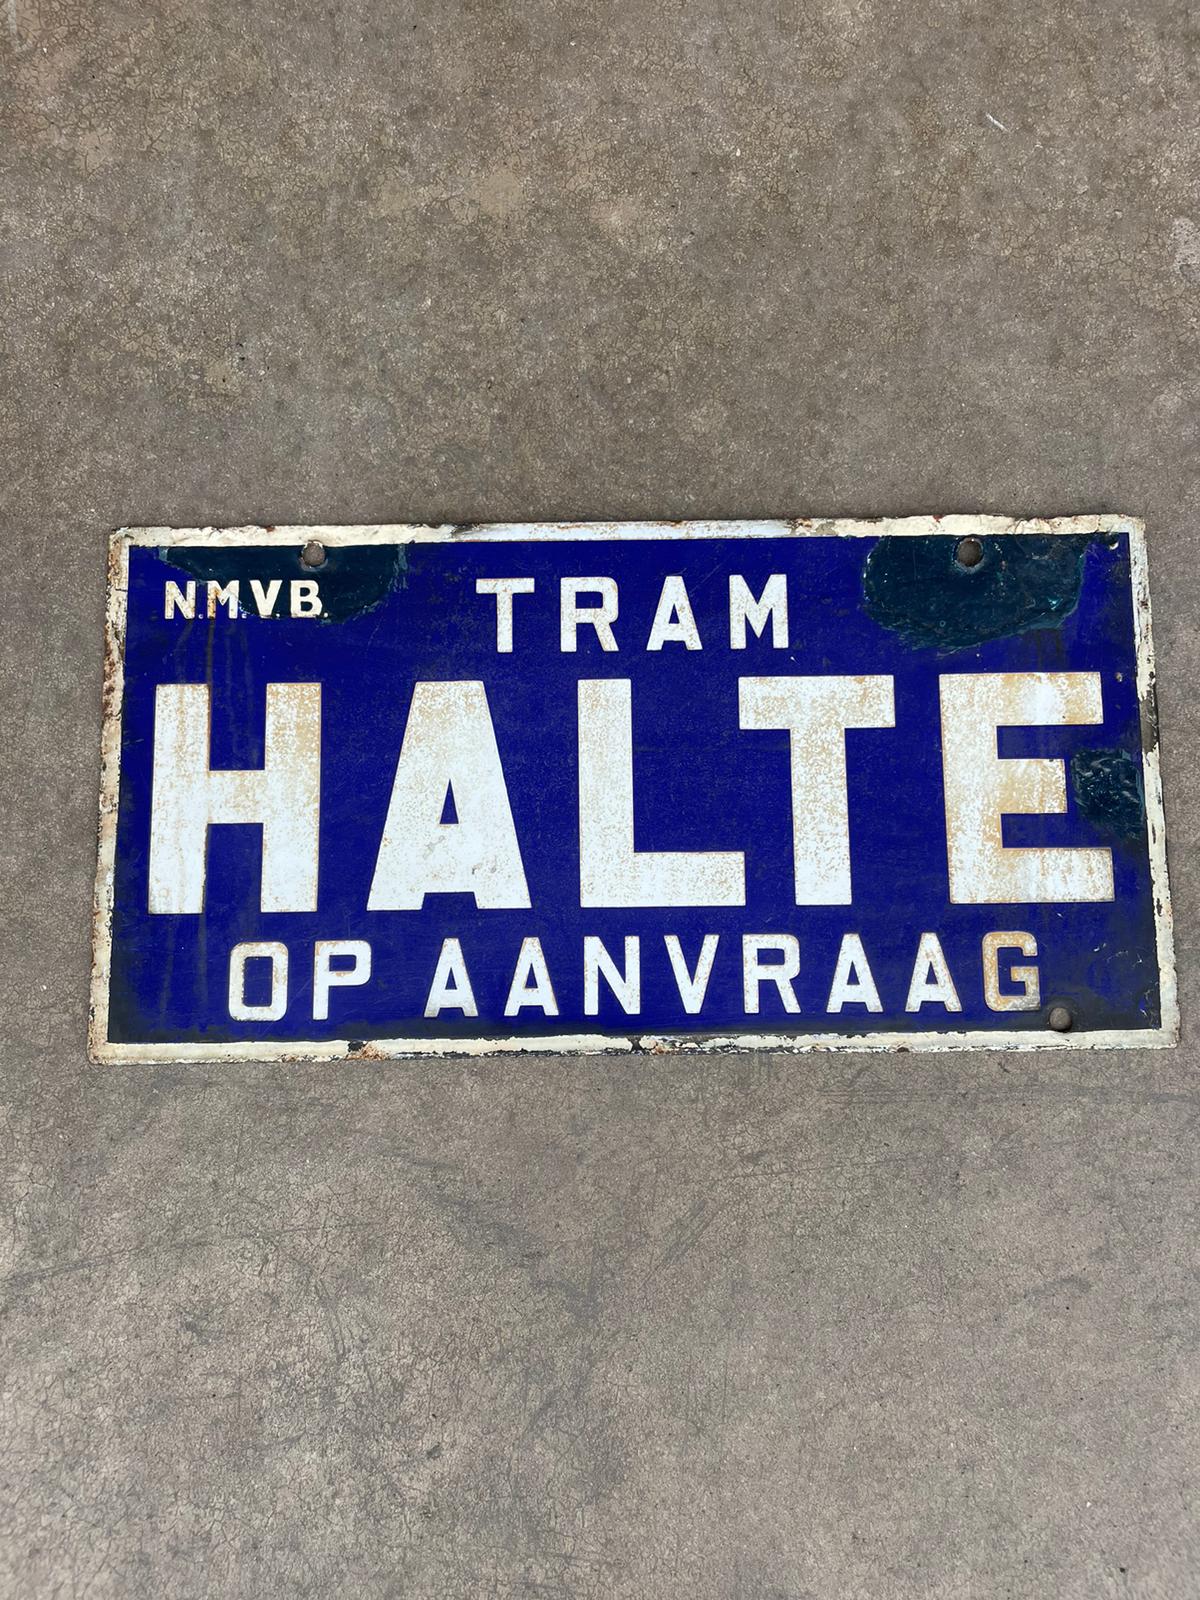 N.M.V.B.
TRAM
HALTE
OP AANVRAAG